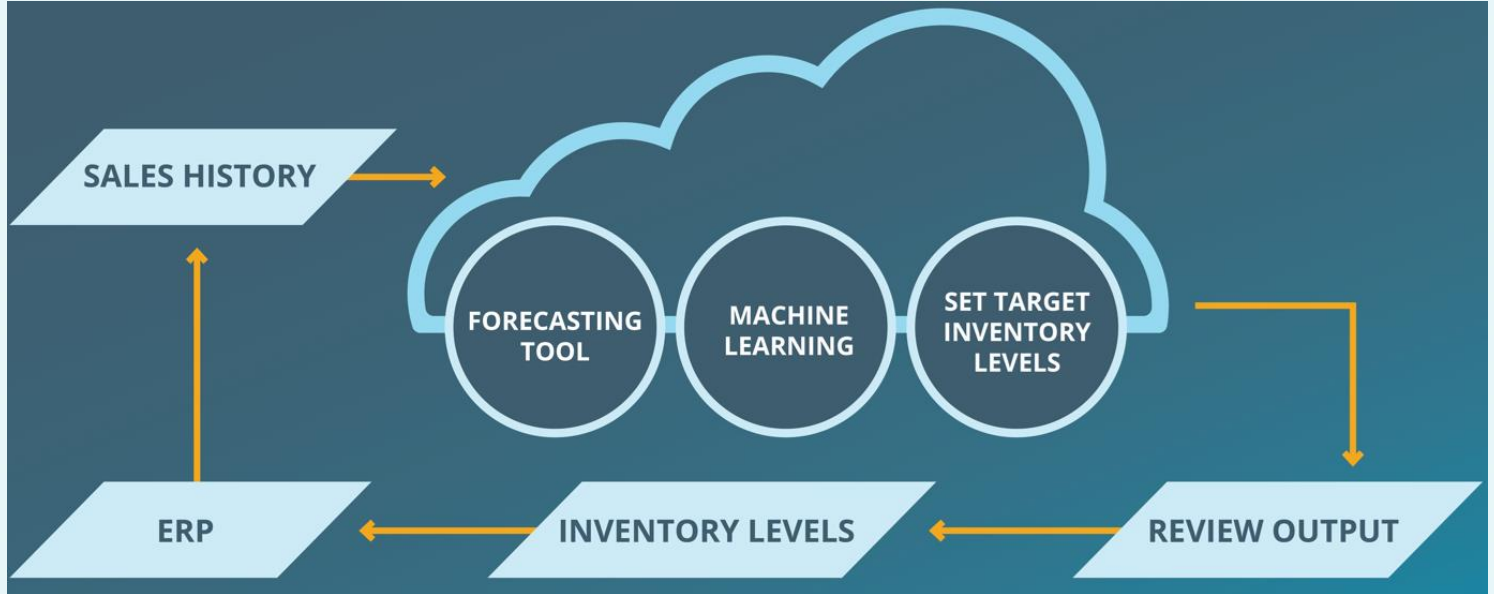 SALES HISTORY
FORECASTING
TOOL
MACHINE
LEARNING
SET TARGET
INVENTORY
LEVELS
ERP
INVENTORY LEVELS
REVIEW OUTPUT